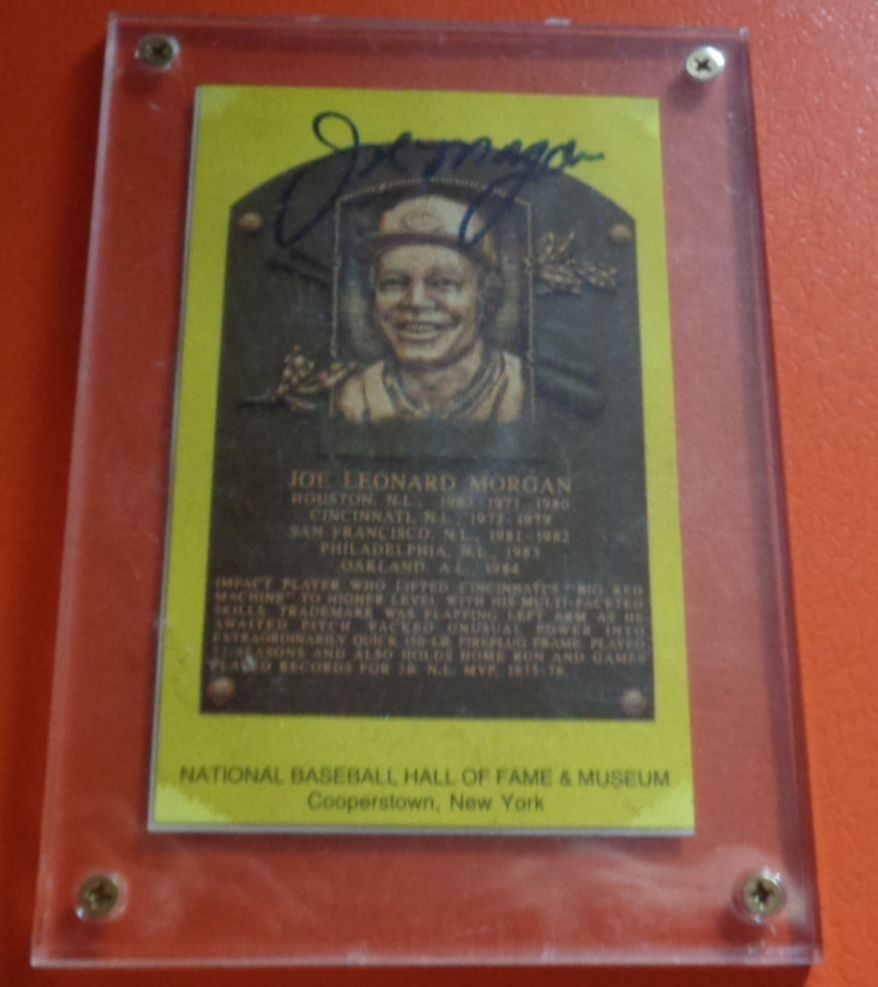 Joe Morgan
JOE LEONARD MORGAN
HOUSTON, N.L., 1963-1971, 1980
CINCINNATI, N.L., 1972-1979
SAN FRANCISCO, N.L., 1981-1982
PHILADELPHIA, N.L., 1983
OAKLAND, A.L., 1984
IMPACT PLAYER WHO LIFTED CINCINNATI'S "BIG RED
MACHINE" TO HIGHER LEVEL WITH HIS MULTI-FACETED
SKILLS. TRADEMARK WAS FLAPPING LEFT ARM AS HE
AWAITED PITCH. PACKED UNUSUAL POWER INTO
EXTRAORDINARILY QUICK 150-LB. FIREPLUG FRAME. PLAYED
22 SEASONS AND ALSO HOLDS HOME RUN AND GAMES
PLAYED RECORDS FOR 2B. N.L. MVP, 1975-76.
NATIONAL BASEBALL HALL OF FAME & MUSEUM
Cooperstown, New York